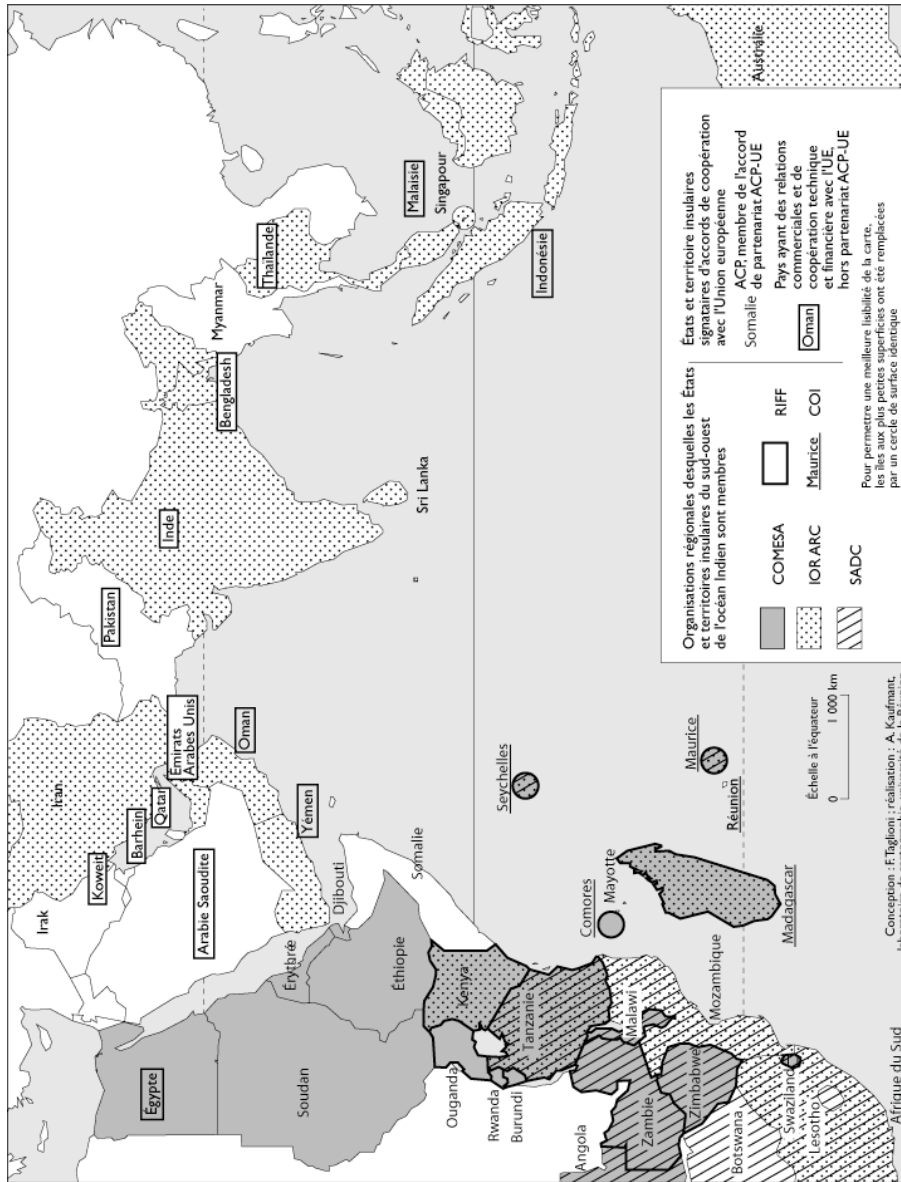 Égypte
Soudan
Érythré
Éthiopie
Djibouti
Somalie
Ouganda
Kenya
Rwanda
Burundi
Tanzanie
Angola
Zambie
Malawi
Mozambique
Zimbabwe
Botswana
Swaziland
Lesotho
Afrique du Sud
Irak
Koweit
Iran
Barhein
Qatar
Émirats
Arabes Unis
Arabie Saoudite
Oman
Yémen
Pakistan
Inde
Bengladesh
Myanmar
Sri Lanka
Thaïlande
Malaisie
Singapour
Indonésie
Australie
Seychelles
Comores
Mayotte
Maurice
Réunion
Madagascar
Échelle à l'équateur
0 1 000 km
Organisations régionales desquelles les États
et territoires insulaires du sud-ouest
de l'océan Indien sont membres
COMESA
IOR ARC
SADC
RIFF
Maurice COI
États et territoire insulaires
signataires d'accords de coopération
avec l'Union européenne
Somalie ACP, membre de l'accord
de partenariat ACP-UE
Oman Pays ayant des relations
commerciales et de
coopération technique
et financière avec l'UE,
hors partenariat ACP-UE
Pour permettre une meilleure lisibilité de la carte,
les îles aux plus petites superficies ont été remplacées
par un cercle de surface identique
Conception : F. Taglioni ; réalisation : A. Kaufmant,